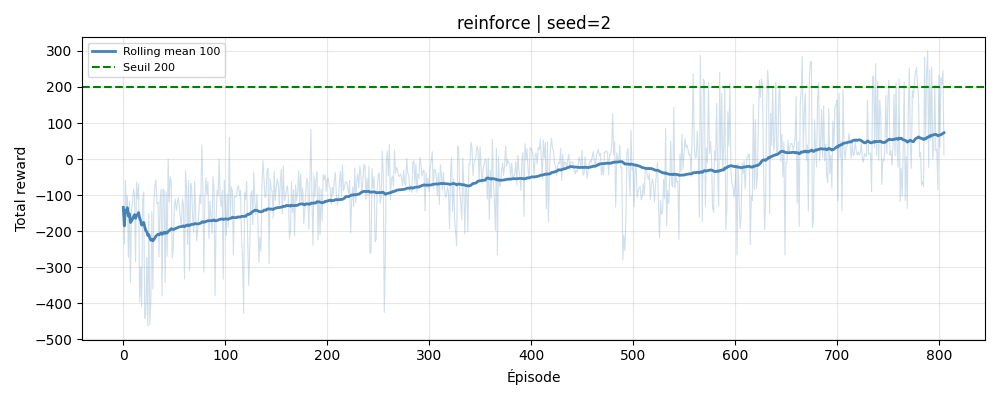 reinforce | seed=2
Rolling mean 100
Seuil 200
Total reward
300
200
100
0
−100
−200
−300
−400
−500
0 100 200 300 400 500 600 700 800
Épisode